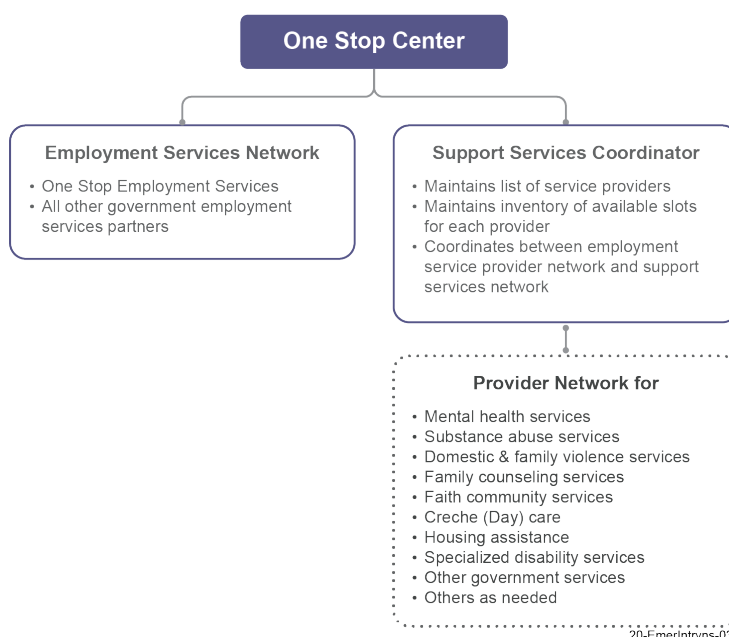 One Stop Center
Employment Services Network
• One Stop Employment Services
• All other government employment
services partners
Support Services Coordinator
• Maintains list of service providers
• Maintains inventory of available slots
for each provider
• Coordinates between employment
service provider network and support
services network
Provider Network for
• Mental health services
• Substance abuse services
• Domestic & family violence services
• Family counseling services
• Faith community services
• Creche (Day) care
• Housing assistance
• Specialized disability services
• Other government services
• Others as needed